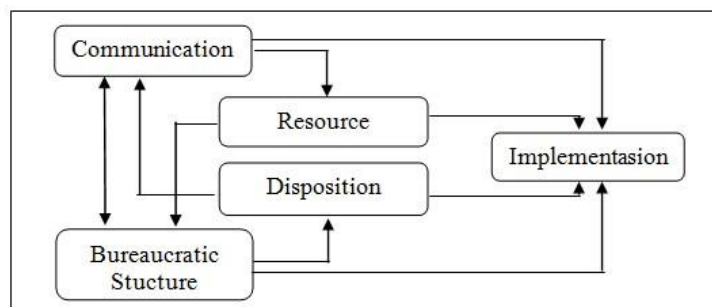 Communication
Resource
Implementasion
Disposition
Bureaucratic
Stucture